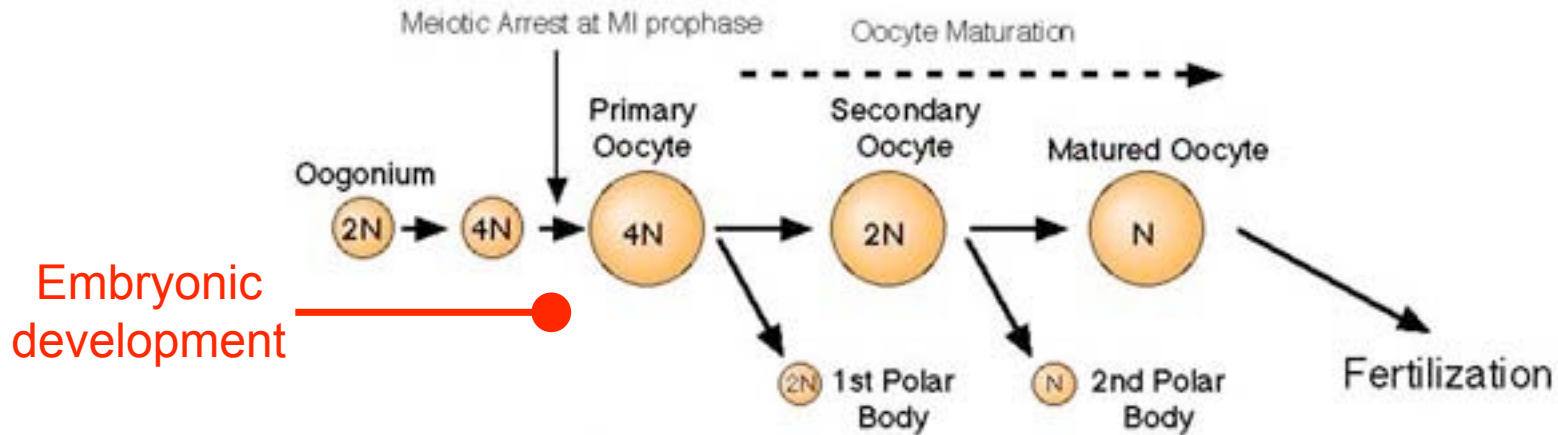 Meiotic Arrest at MI prophase
Oocyte Maturation
Primary
Oocyte
Secondary
Oocyte
Matured Oocyte
Oogonium
2N
4N
4N
2N
N
Embryonic
development
2N
1st Polar
Body
N
2nd Polar
Body
Fertilization